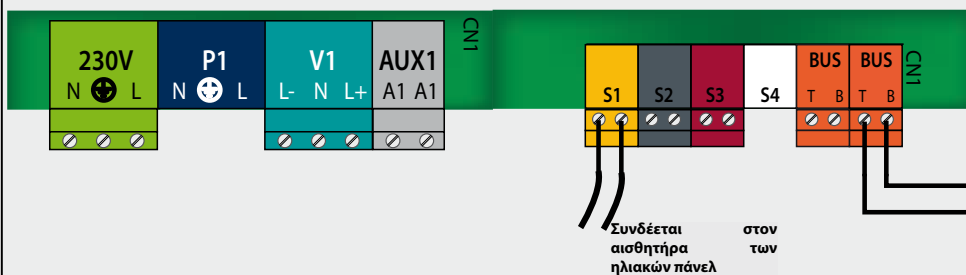 230V P1 V1 AUX1 CN1
N L N L L- N L+ A1 A1
BUS BUS CN1
S1 S2 S3 S4 T B T B
Συνδέεται στον
αισθητήρα των
ηλιακών πάνελ